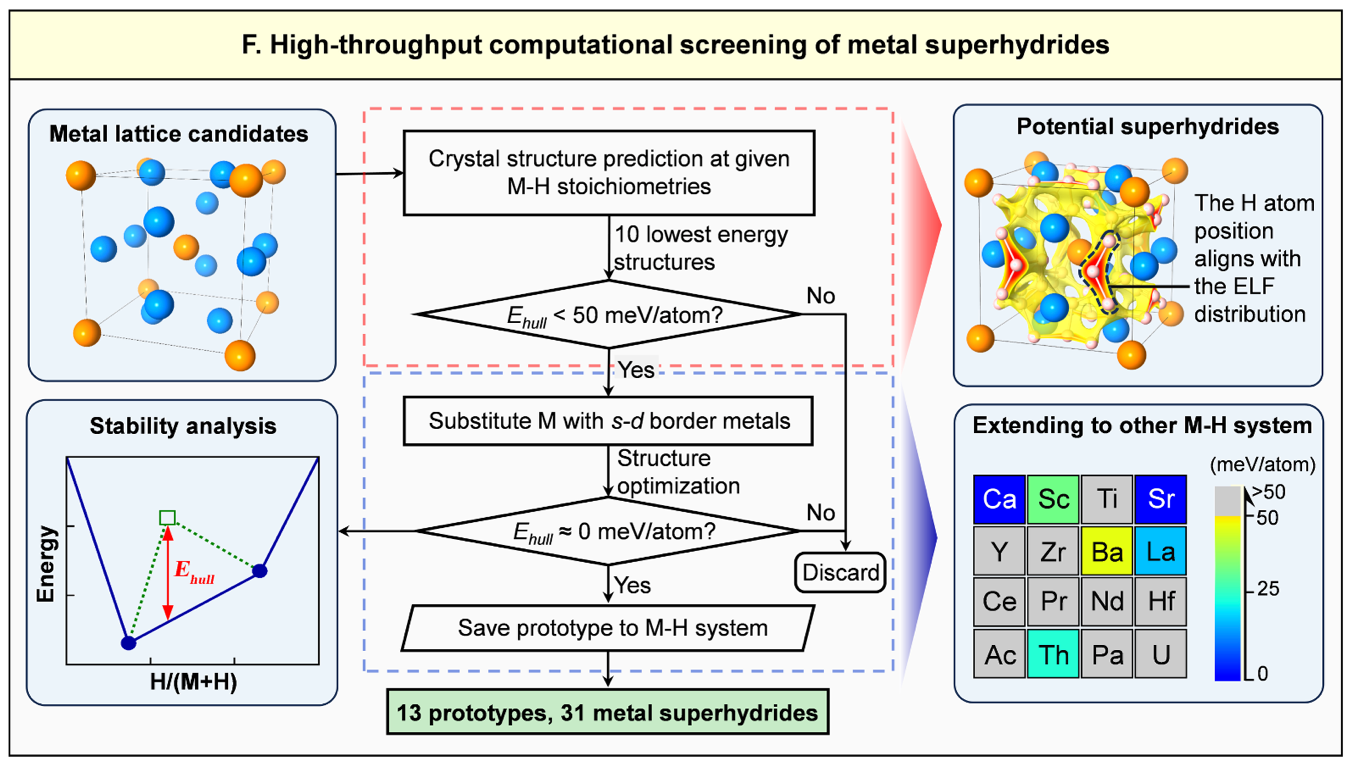 F. High-throughput computational screening of metal superhydrides
Metal lattice candidates
Crystal structure prediction at given
M-H stoichiometries
10 lowest energy
structures
E_hull < 50 meV/atom?
No
Yes
Substitute M with s-d border metals
Structure
optimization
E_hull ≈ 0 meV/atom?
No
Discard
Yes
Save prototype to M-H system
13 prototypes, 31 metal superhydrides
Stability analysis
Energy
E_hull
H/(M+H)
Potential superhydrides
The H atom
position
aligns with
the ELF
distribution
Extending to other M-H system
(meV/atom)
Ca Sc Ti Sr
Y Zr Ba La
Ce Pr Nd Hf
Ac Th Pa U
>50
50
25
0